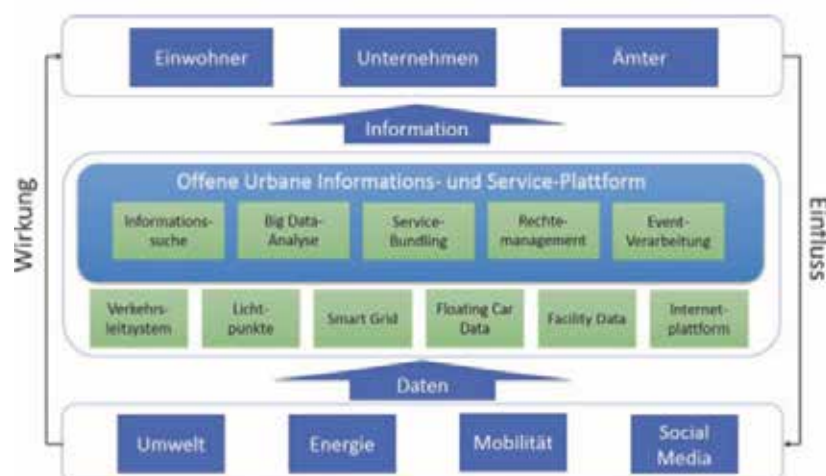 Einwohner
Unternehmen
Ämter
Information
Wirkung
Einfluss
Offene Urbane Informations- und Service-Plattform
Informations-
suche
Big Data-
Analyse
Service-
Bundling
Rechte-
management
Event-
Verarbeitung
Verkehrs-
leitsystem
Licht-
punkte
Smart Grid
Floating Car
Data
Facility Data
Internet-
plattform
Daten
Umwelt
Energie
Mobilität
Social
Media